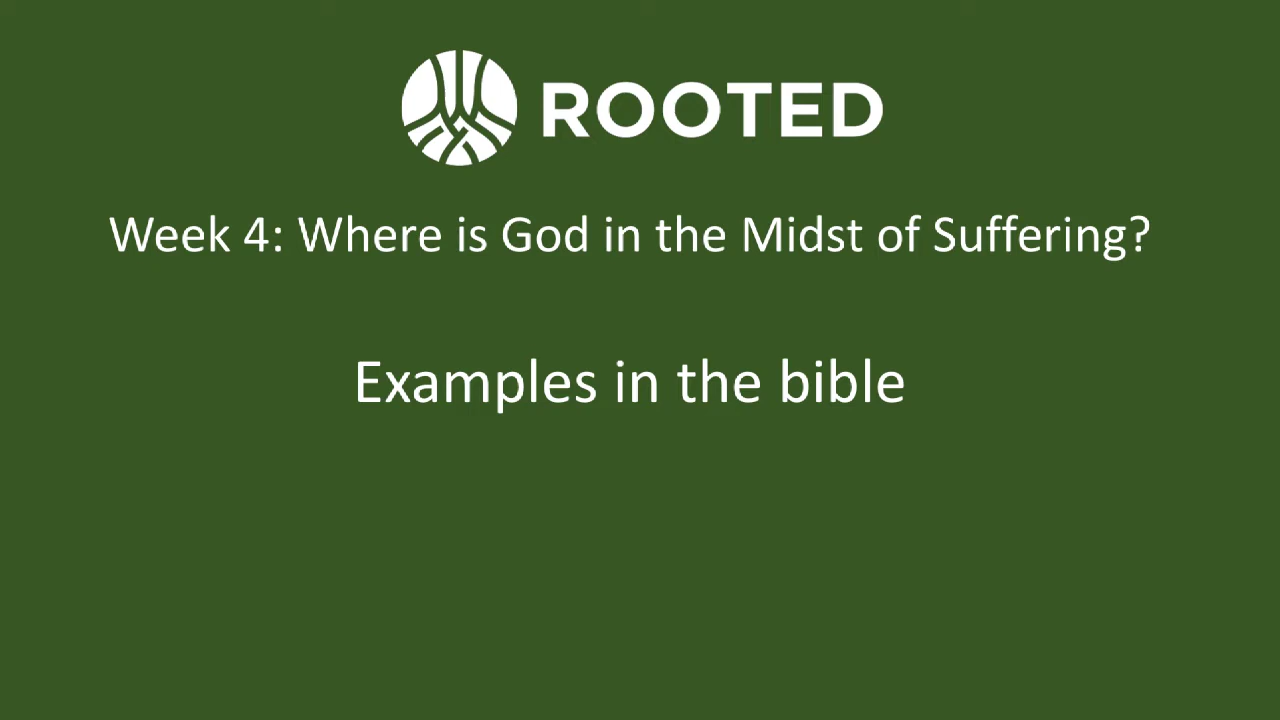 ROOTED
Week 4: Where is God in the Midst of Suffering?
Examples in the bible